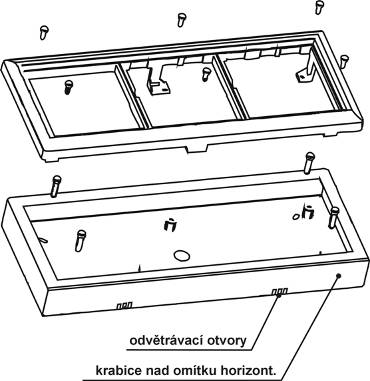 odvětrávací otvory
krabice nad omítku horizont.